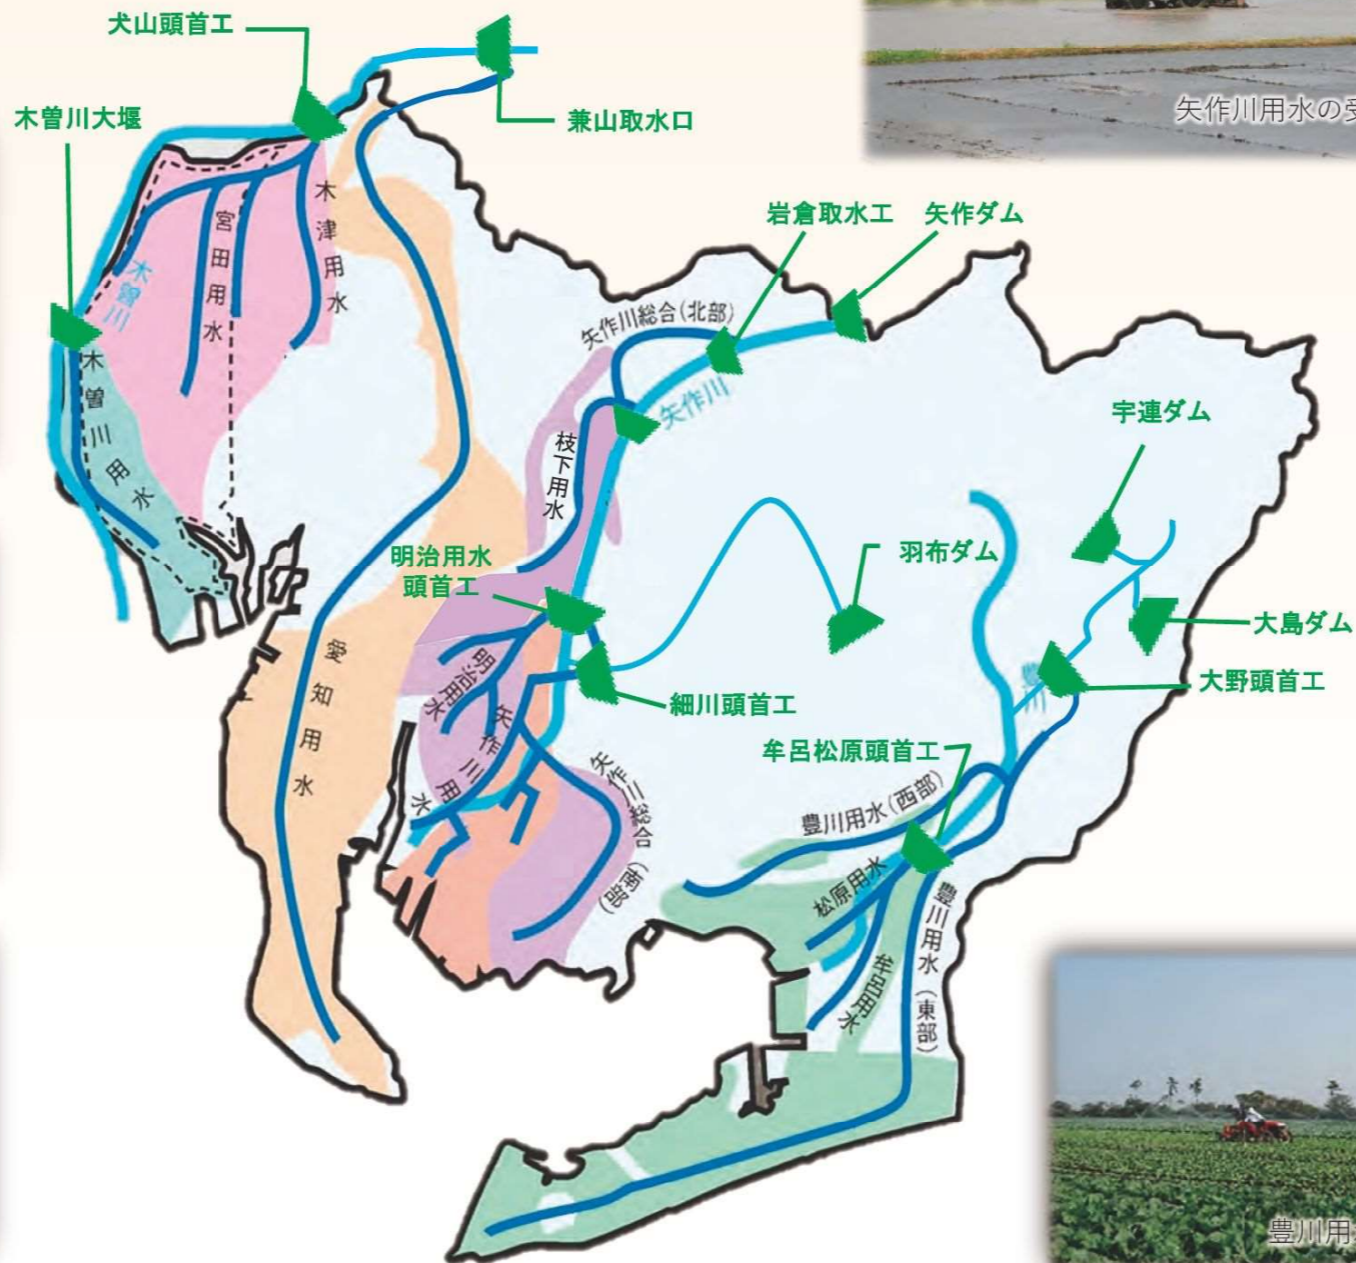 犬山頭首工
木曽川大堰
兼山取水口
矢作川用水の受
岩倉取水工
矢作ダム
木津用水
宮田用水
木曽川
矢作川総合(北部)
矢作川
宇連ダム
木曽川用水
枝下用水
明治用水
頭首工
羽布ダム
大島ダム
愛知用水
豊川
大野頭首工
明治用水
細川頭首工
矢作川用水
牟呂松原頭首工
矢作川総合(南部)
豊川用水(西部)
松原用水
豊川用水(東部)
牟呂用水
豊川用